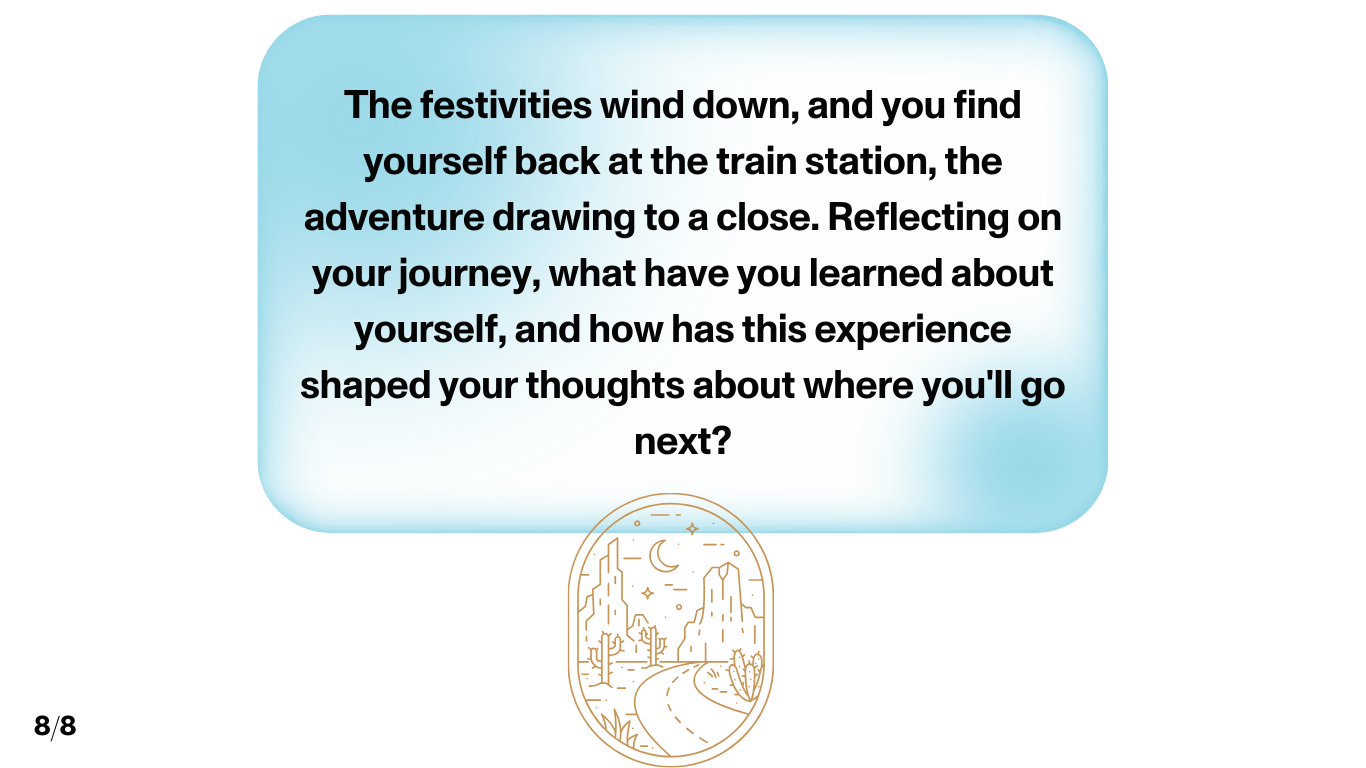 The festivities wind down, and you find
yourself back at the train station, the
adventure drawing to a close. Reflecting on
your journey, what have you learned about
yourself, and how has this experience
shaped your thoughts about where you'll go
next?
8/8